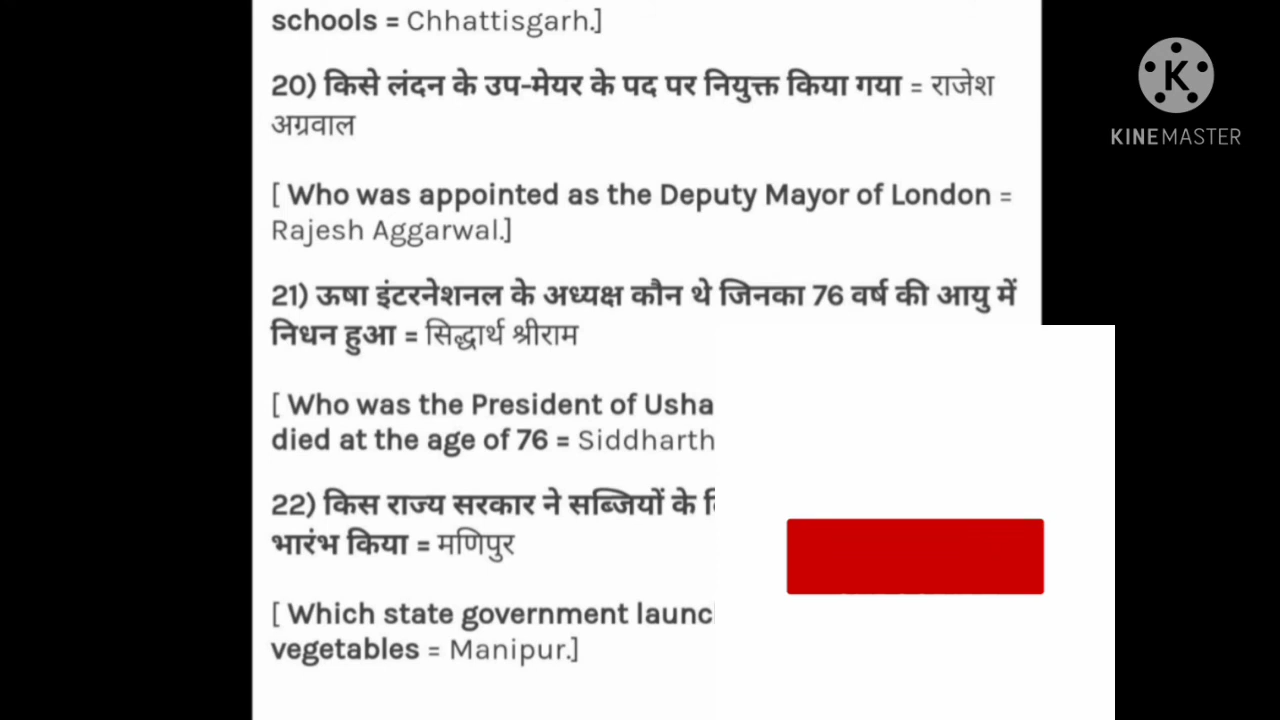 schools = Chhattisgarh.]
20) किसे लंदन के उप-मेयर के पद पर नियुक्त किया गया = राजेश
अग्रवाल
[ Who was appointed as the Deputy Mayor of London =
Rajesh Aggarwal.]
21) ऊषा इंटरनेशनल के अध्यक्ष कौन थे जिनका 76 वर्ष की आयु में
निधन हुआ = सिद्धार्थ श्रीराम
[ Who was the President of Usha
died at the age of 76 = Siddharth
22) किस राज्य सरकार ने सब्जियों के
भारंभ किया = मणिपुर
[ Which state government launc
vegetables = Manipur.]
K
KINEMASTER